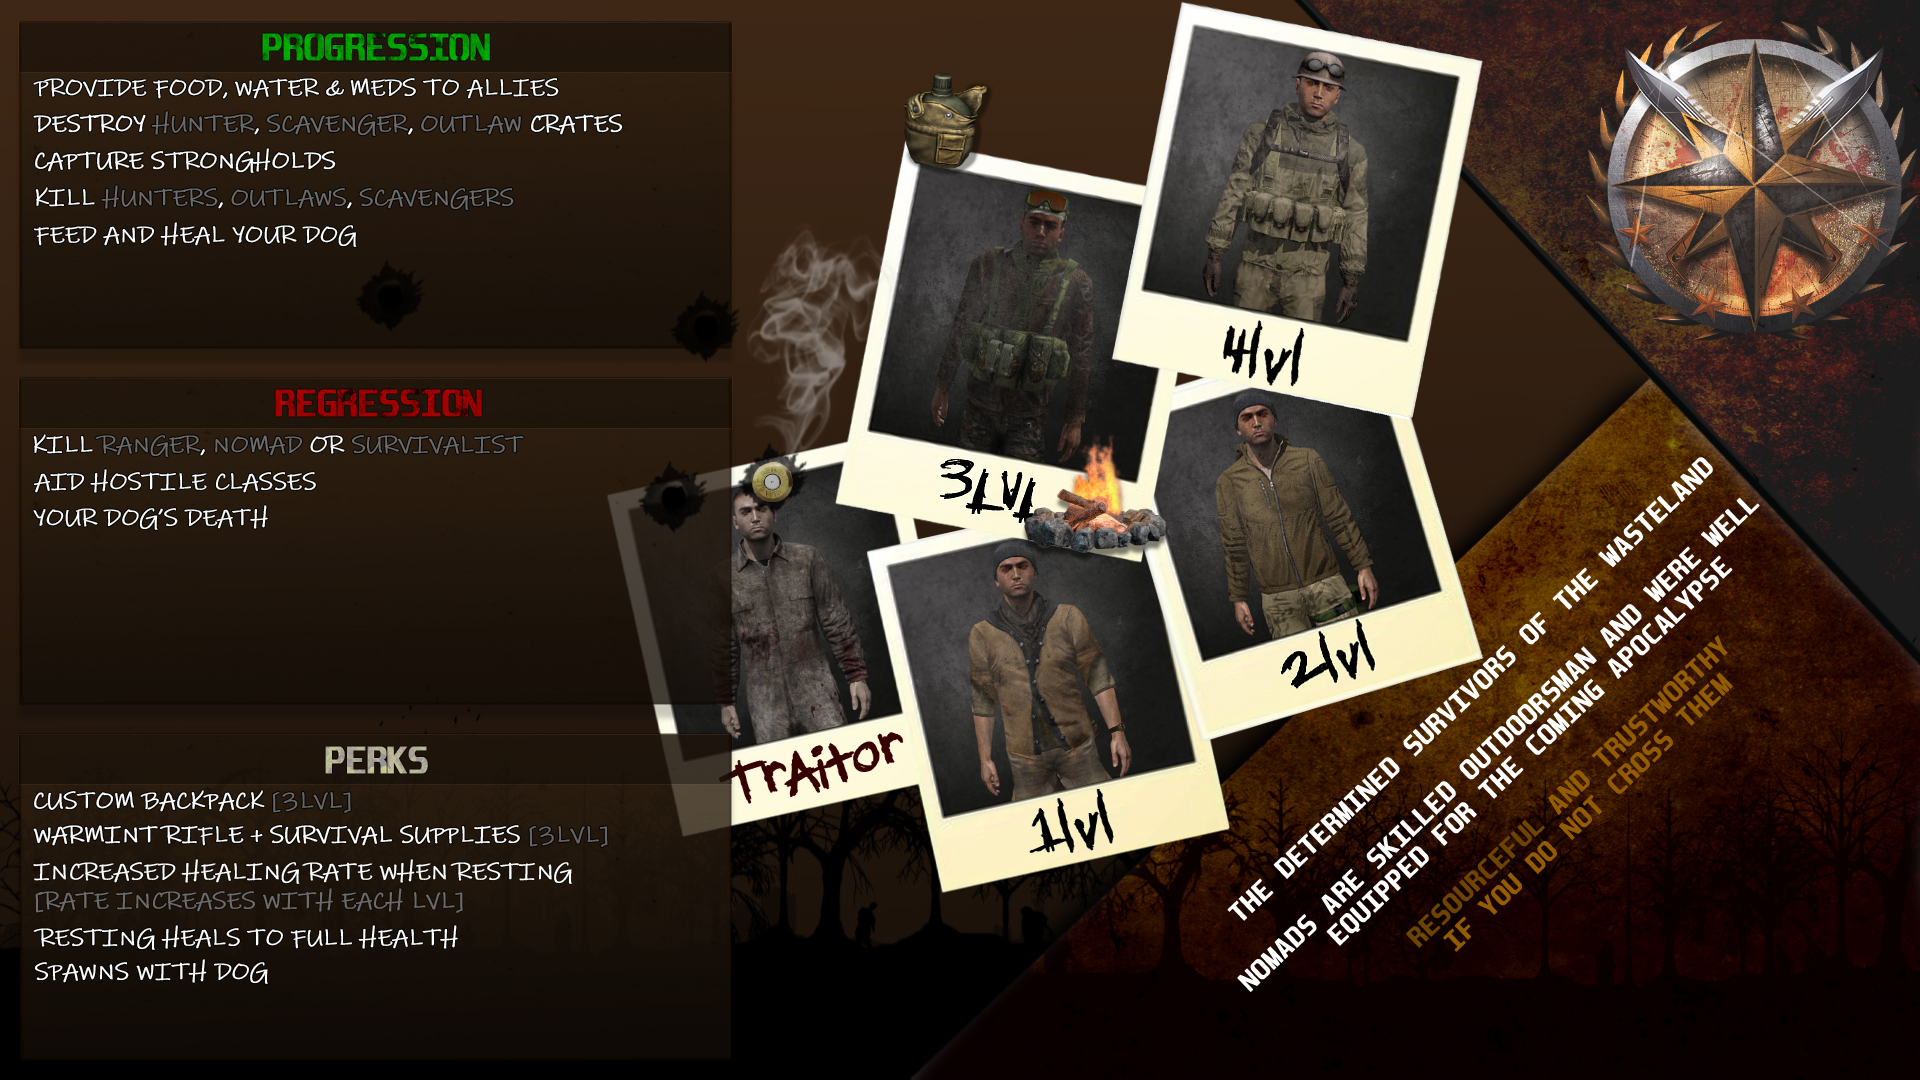 PROGRESSION
PROVIDE FOOD, WATER & MEDS TO ALLIES
DESTROY HUNTER, SCAVENGER, OUTLAW CRATES
CAPTURE STRONGHOLDS
KILL HUNTERS, OUTLAWS, SCAVENGERS
FEED AND HEAL YOUR DOG
REGRESSION
KILL RANGER, NOMAD OR SURVIVALIST
AID HOSTILE CLASSES
YOUR DOG'S DEATH
PERKS
CUSTOM BACKPACK [3LVL]
WARMINT RIFLE + SURVIVAL SUPPLIES [3LVL]
INCREASED HEALING RATE WHEN RESTING
[RATE INCREASES WITH EACH LVL]
RESTING HEALS TO FULL HEALTH
SPAWNS WITH DOG
4lvl
3LVL
2lvl
1lvl
TrAitor
THE DETERMINED SURVIVORS OF THE WASTELAND
NOMADS ARE SKILLED OUTDOORSMAN AND WERE WELL
EQUIPPED FOR THE COMING APOCALYPSE
RESOURCEFUL AND TRUSTWORTHY
IF YOU DO NOT CROSS THEM